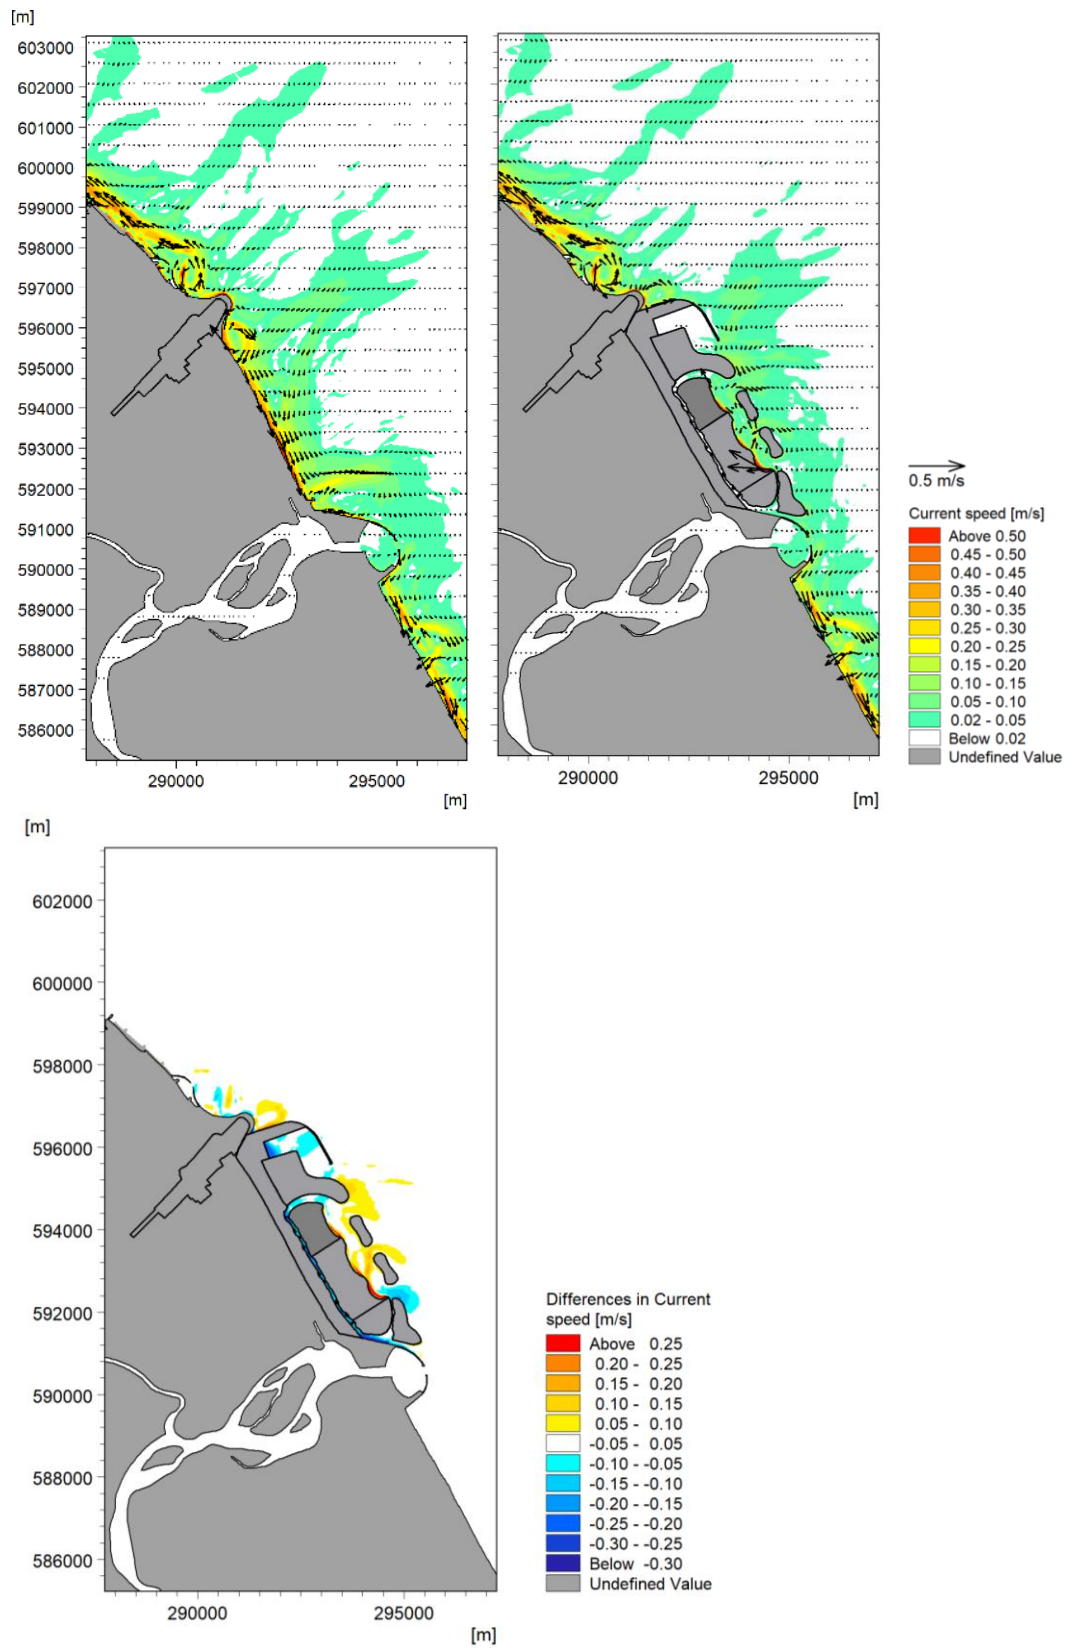 [m]
603000
602000
601000
600000
599000
598000
597000
596000
595000
594000
593000
592000
591000
590000
589000
588000
587000
586000
290000
295000
[m]
290000
295000
[m]
0.5 m/s
Current speed [m/s]
Above 0.50
0.45 - 0.50
0.40 - 0.45
0.35 - 0.40
0.30 - 0.35
0.25 - 0.30
0.20 - 0.25
0.15 - 0.20
0.10 - 0.15
0.05 - 0.10
0.02 - 0.05
Below 0.02
Undefined Value
[m]
602000
600000
598000
596000
594000
592000
590000
588000
586000
290000
295000
[m]
Differences in Current
speed [m/s]
Above 0.25
0.20 - 0.25
0.15 - 0.20
0.10 - 0.15
0.05 - 0.10
-0.05 - 0.05
-0.10 - -0.05
-0.15 - -0.10
-0.20 - -0.15
-0.25 - -0.20
-0.30 - -0.25
Below -0.30
Undefined Value